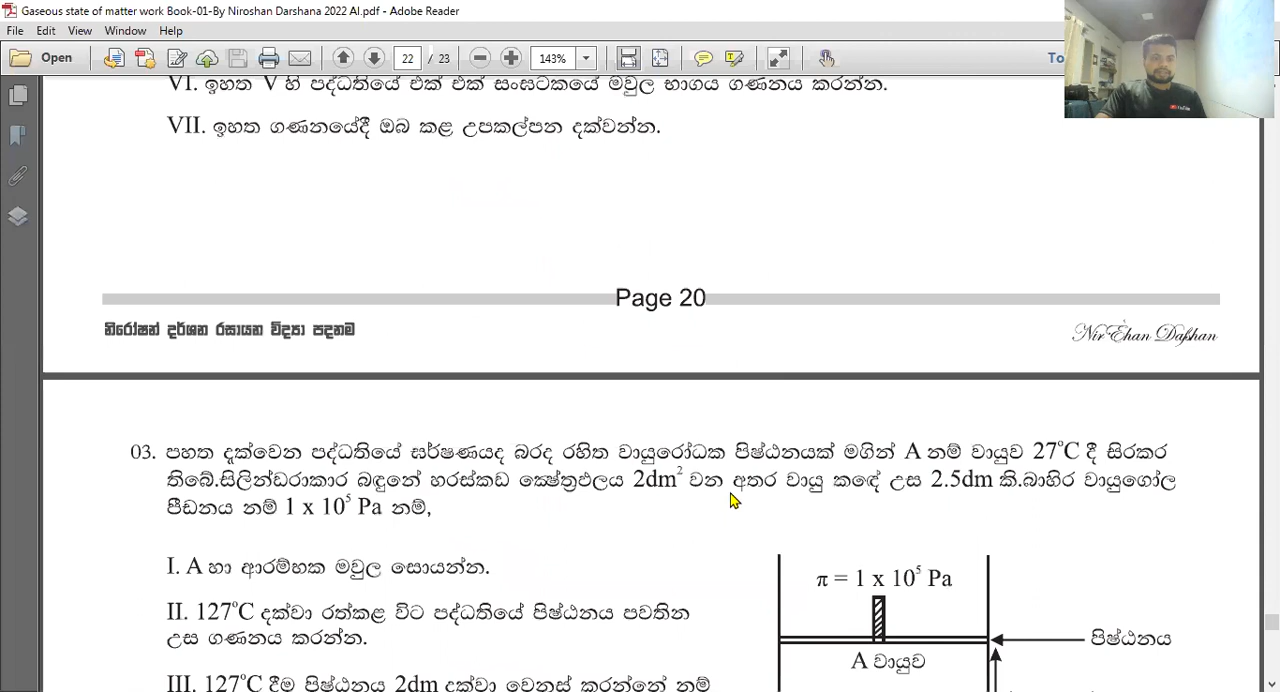 Gaseous state of matter work Book-01-By Niroshan Darshana 2022 Al.pdf - Adobe Reader
File Edit View Window Help
Open 22 / 23 143% To
VI. ඉහත V හි පද්ධතියේ එක් එක් සංඝටකයේ මවුල භාගය ගණනය කරන්න.
VII. ඉහත ගණනයේදී ඔබ කළ උපකල්පන දක්වන්න.
Page 20
නිරෝෂන් දර්ශන රසායන විද්‍යා පදනම
03. පහත දැක්වෙන පද්ධතියේ ඝර්ෂණයද බරද රහිත වායුරෝධක පිෂ්ඨනයක් මගින් A නම් වායුව 27°C දී සිරකර
තිබේ.සිලින්ඩරාකාර බඳුනේ හරස්කඩ ක්‍ෂේත්‍රඵලය 2dm² වන අතර වායු කඳේ උස 2.5dm කි.බාහිර වායුගෝල
පීඩනය නම් 1 x 10⁵ Pa නම්,
I. A හා ආරම්භක මවුල සොයන්න.
π = 1 x 10⁵ Pa
II. 127°C දක්වා රත්කළ විට පද්ධතියේ පිෂ්ඨනය පවතින
උස ගණනය කරන්න.
පිෂ්ඨනය
A වායුව
III. 127°C දීම පිෂ්ඨනය 2dm දක්වා වෙනස් කරන්නේ නම්